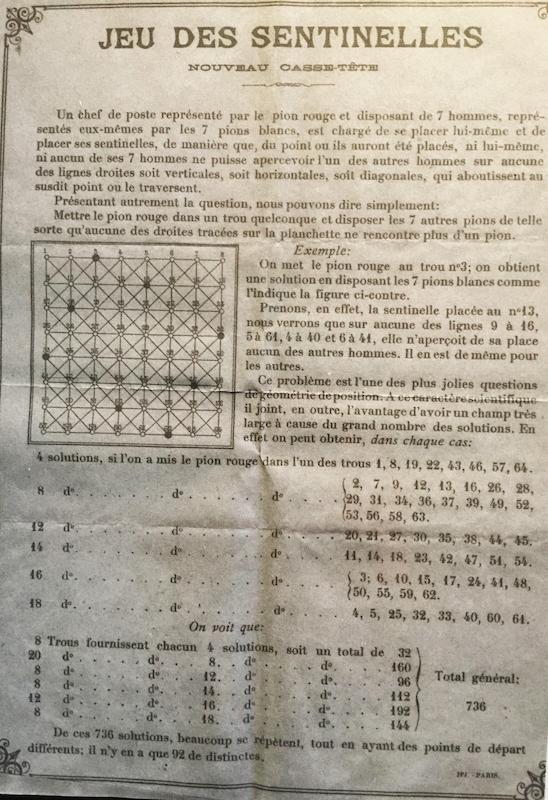 JEU DES SENTINELLES
NOUVEAU CASSE-TÊTE
Un chef de poste représenté par le pion rouge et disposant de 7 hommes, repré-
sentés eux-mêmes par les 7 pions blancs, est chargé de se placer lui-même et de
placer ses sentinelles, de manière que, du point ou ils auront été placés, ni lui-même,
ni aucun de ses 7 hommes ne puisse apercevoir l'un des autres hommes sur aucune
des lignes droites soit verticales, soit horizontales, soit diagonales, qui aboutissent au
susdit point ou le traversent.
Présentant autrement la question, nous pouvons dire simplement:
Mettre le pion rouge dans un trou quelconque et disposer les 7 autres pions de telle
sorte qu'aucune des droites tracées sur la planchette ne rencontre plus d'un pion.
1 2 3 4 5 6 7 8
Exemple:
On met le pion rouge au trou nº3; on obtient
une solution en disposant les 7 pions blancs comme
l'indique la figure ci-contre.
Prenons, en effet, la sentinelle placée au nº13,
nous verrons que sur aucune des lignes 9 à 16,
5 à 61, 4 à 40 et 6 à 41, elle n'aperçoit de sa place
aucun des autres hommes. Il en est de même pour
les autres.
Ce problème est l'une des plus jolies questions
de géométrie de position. A ce caractère scientifique
il joint, en outre, l'avantage d'avoir un champ très
large à cause du grand nombre des solutions. En
effet on peut obtenir, dans chaque cas:
4 solutions, si l'on a mis le pion rouge dans l'un des trous 1, 8, 19, 22, 43, 46, 57, 64.
8 dº. . . . . . . . dº. . . . . . . dº. . . . { 2, 7, 9, 12, 13, 16, 26, 28,
29, 31, 34, 36, 37, 39, 49, 52,
53, 56, 58, 63.
12 dº. . . . . . . . dº. . . . . . . dº. . . . 20, 21, 27, 30, 35, 38, 44, 45.
14 dº. . . . . . . . dº. . . . . . . dº. . . . 11, 14, 18, 23, 42, 47, 51, 54.
16 dº. . . . . . . . dº. . . . . . . dº. . . . { 3; 6, 10, 15, 17, 24, 41, 48,
50, 55, 59, 62.
18 dº. . . . . . . . dº. . . . . . . dº. . . . 4, 5, 25, 32, 33, 40, 60, 61.
On voit que:
8 Trous fournissent chacun 4 solutions, soit un total de 32
20 dº. . . . . dº. . . . 8. . dº. . . . . dº. . . . . 160
8 dº. . . . . dº. . . . 12. . dº. . . . . dº. . . . . 96
8 dº. . . . . dº. . . . 14. . dº. . . . . dº. . . . . 112
12 dº. . . . . dº. . . . 16. . dº. . . . . dº. . . . . 192
8 dº. . . . . dº. . . . 18. . dº. . . . . dº. . . . . 144
Total général:
736
De ces 736 solutions, beaucoup se répètent, tout en ayant des points de départ
différents; il n'y en a que 92 de distinctes.
PARIS.